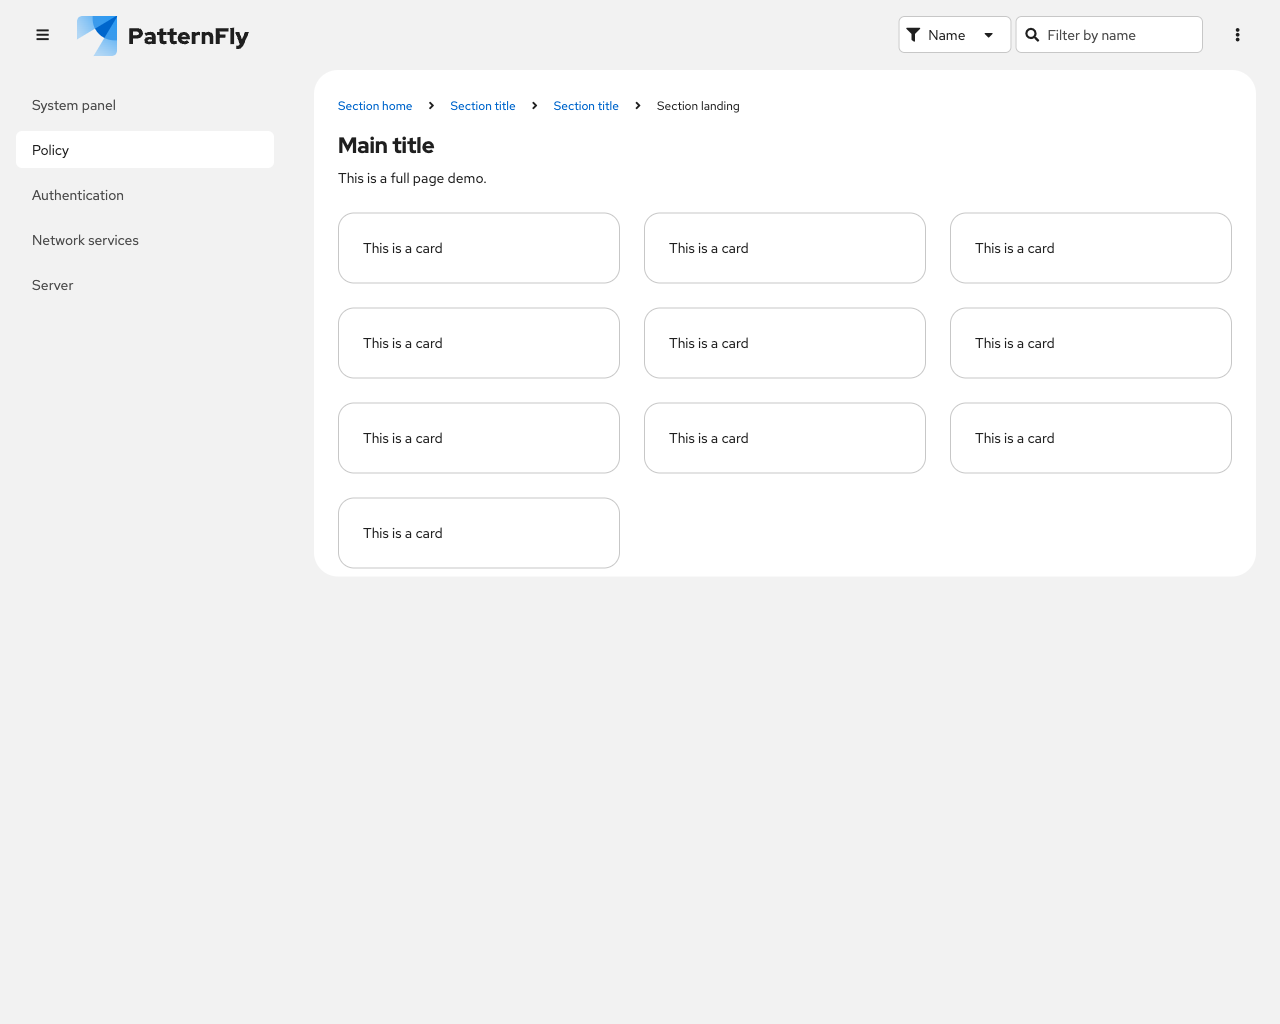 PatternFly
Name
Filter by name
System panel
Policy
Authentication
Network services
Server
Section home
Section title
Section title
Section landing
Main title
This is a full page demo.
This is a card
This is a card
This is a card
This is a card
This is a card
This is a card
This is a card
This is a card
This is a card
This is a card